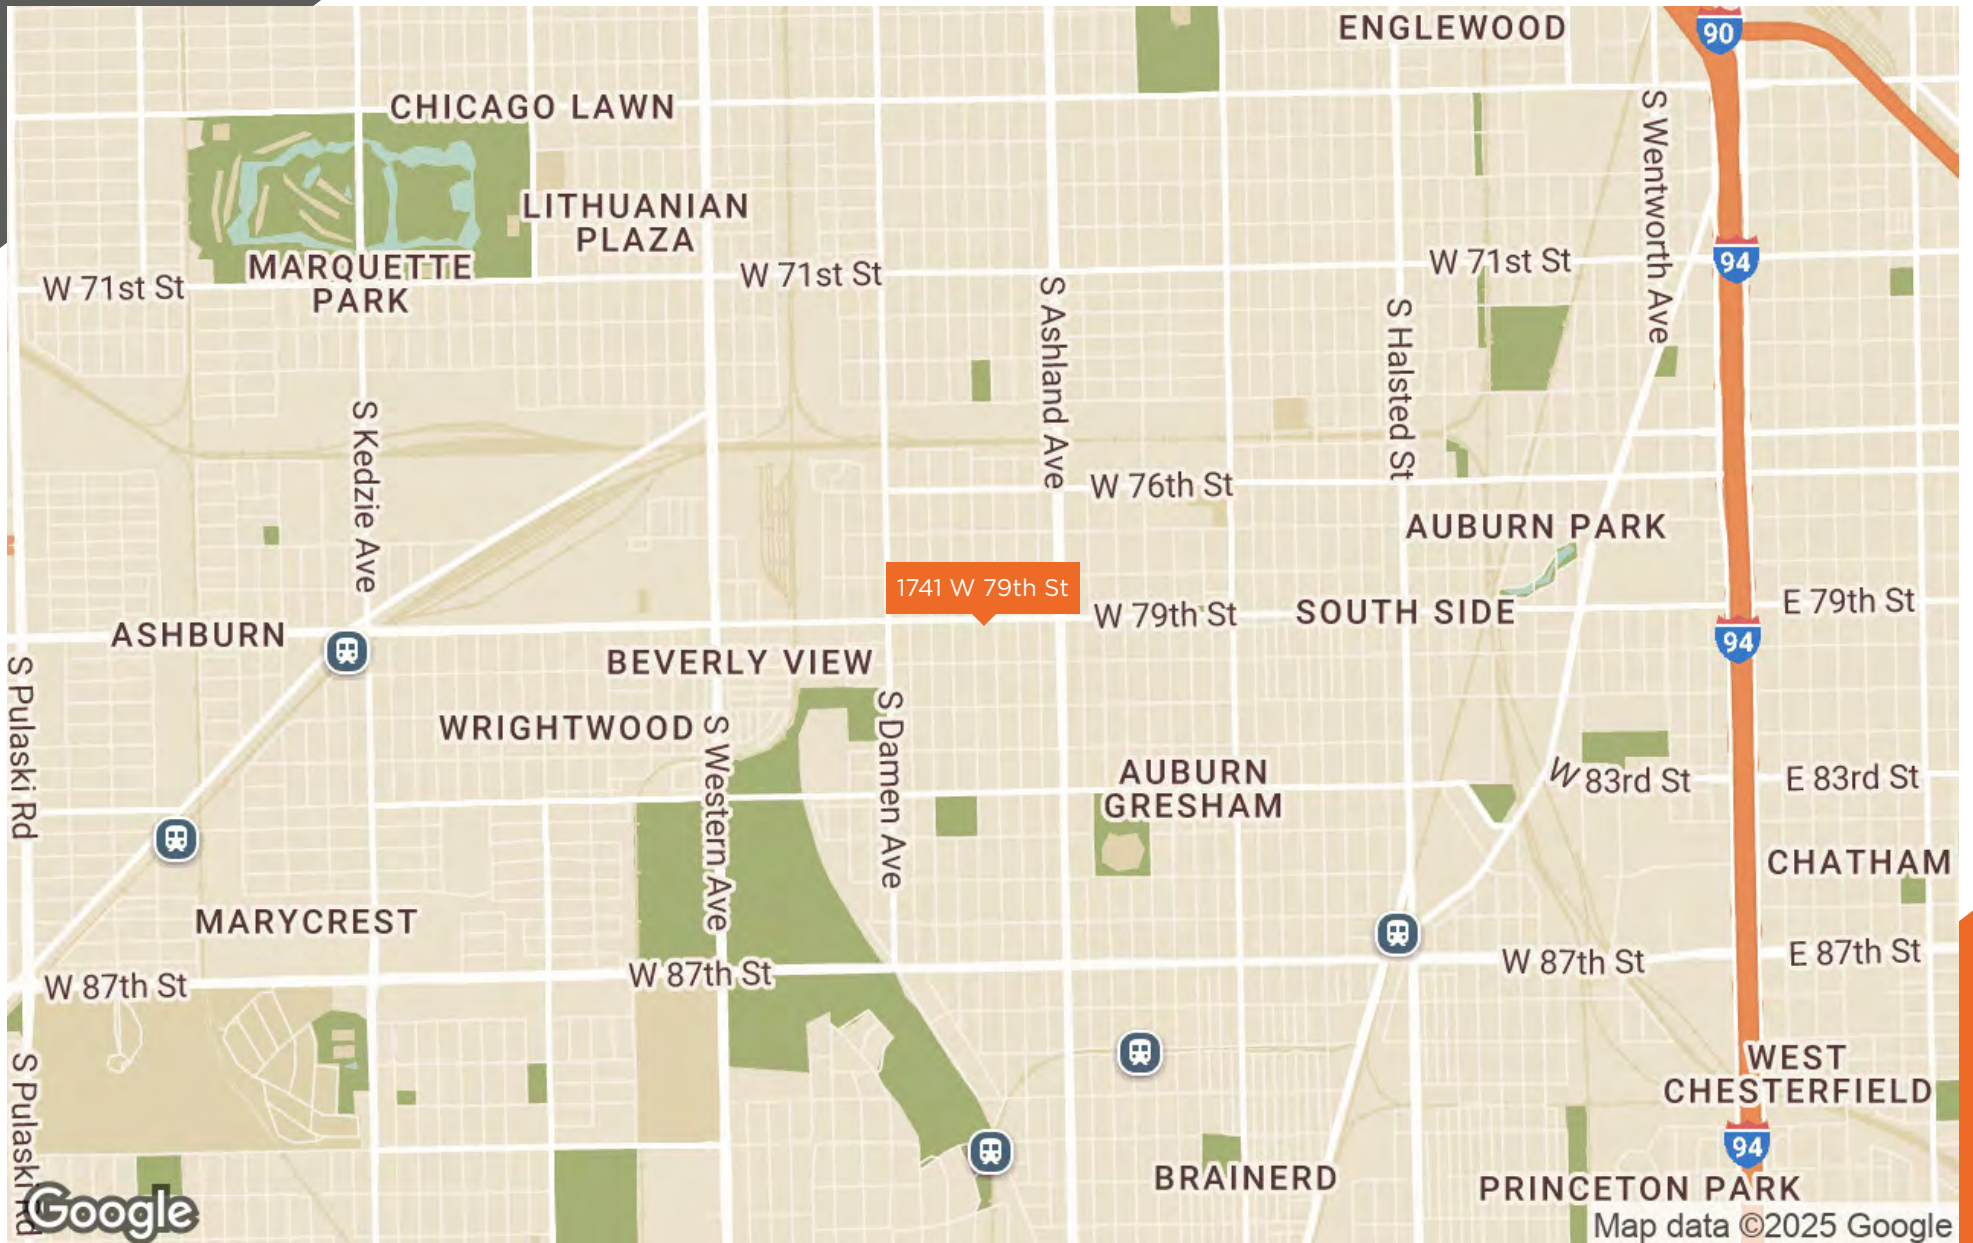 ENGLEWOOD
90
CHICAGO LAWN
S Wentworth Ave
LITHUANIAN
PLAZA
MARQUETTE
PARK
W 71st St
W 71st St
W 71st St
94
S Ashland Ave
S Halsted St
S Kedzie Ave
W 76th St
AUBURN PARK
1741 W 79th St
W 79th St
SOUTH SIDE
E 79th St
ASHBURN
94
BEVERLY VIEW
S Pulaski Rd
WRIGHTWOOD
S Western Ave
S Damen Ave
AUBURN
GRESHAM
W 83rd St
E 83rd St
CHATHAM
MARYCREST
W 87th St
W 87th St
W 87th St
E 87th St
S Pulaski Rd
WEST
CHESTERFIELD
94
BRAINERD
PRINCETON PARK
Google
Map data ©2025 Google